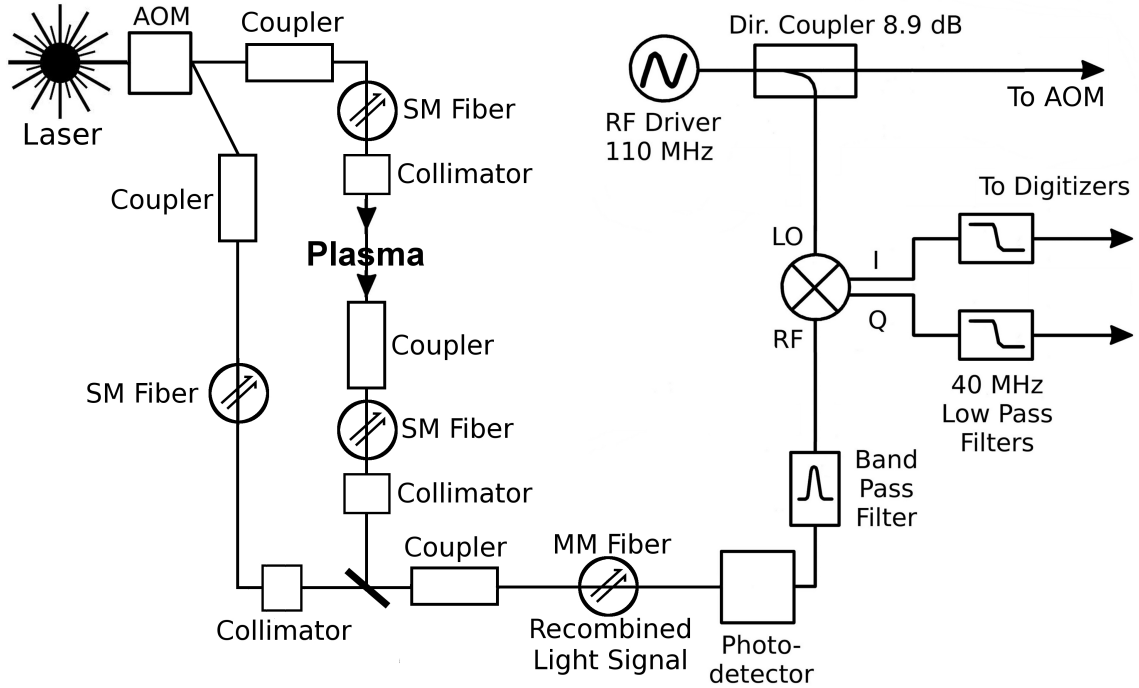 AOM
Coupler
Laser
SM Fiber
Collimator
Coupler
Plasma
Coupler
SM Fiber
SM Fiber
Collimator
Coupler
Collimator
MM Fiber
Recombined
Light Signal
Photo-
detector
Dir. Coupler 8.9 dB
RF Driver
110 MHz
To AOM
To Digitizers
LO
I
Q
RF
40 MHz
Low Pass
Filters
Band
Pass
Filter